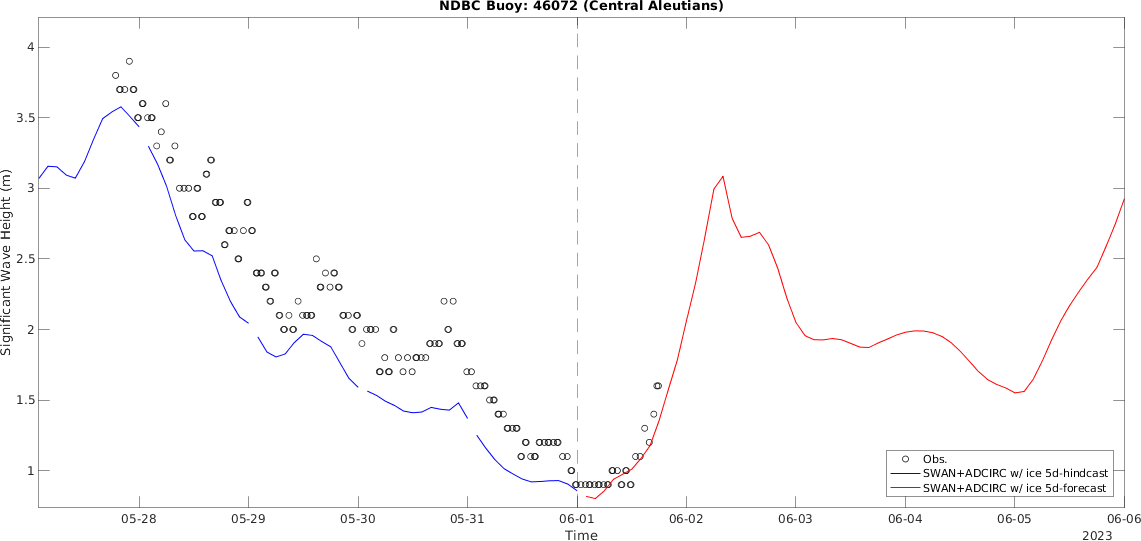 NDBC Buoy: 46072 (Central Aleutians)
4
3.5
3
2.5
2
1.5
1
Significant Wave Height (m)
Obs.
SWAN+ADCIRC w/ ice 5d-hindcast
SWAN+ADCIRC w/ ice 5d-forecast
05-28 05-29 05-30 05-31 06-01 06-02 06-03 06-04 06-05 06-06
Time
2023